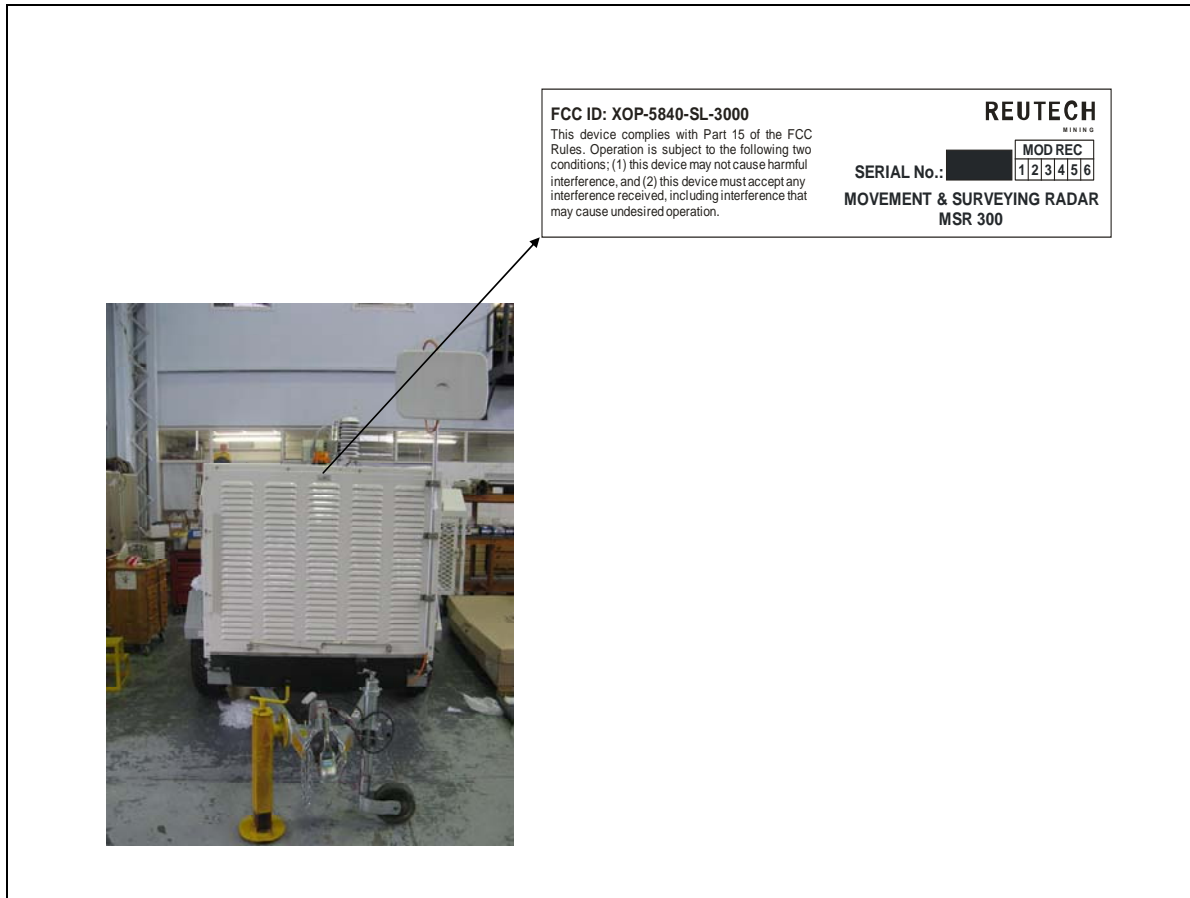 FCC ID: XOP-5840-SL-3000
This device complies with Part 15 of the FCC
Rules. Operation is subject to the following two
conditions; (1) this device may not cause harmful
interference, and (2) this device must accept any
interference received, including interference that
may cause undesired operation.
REUTECH
MINING
SERIAL No.:
MOD REC
1 2 3 4 5 6
MOVEMENT & SURVEYING RADAR
MSR 300